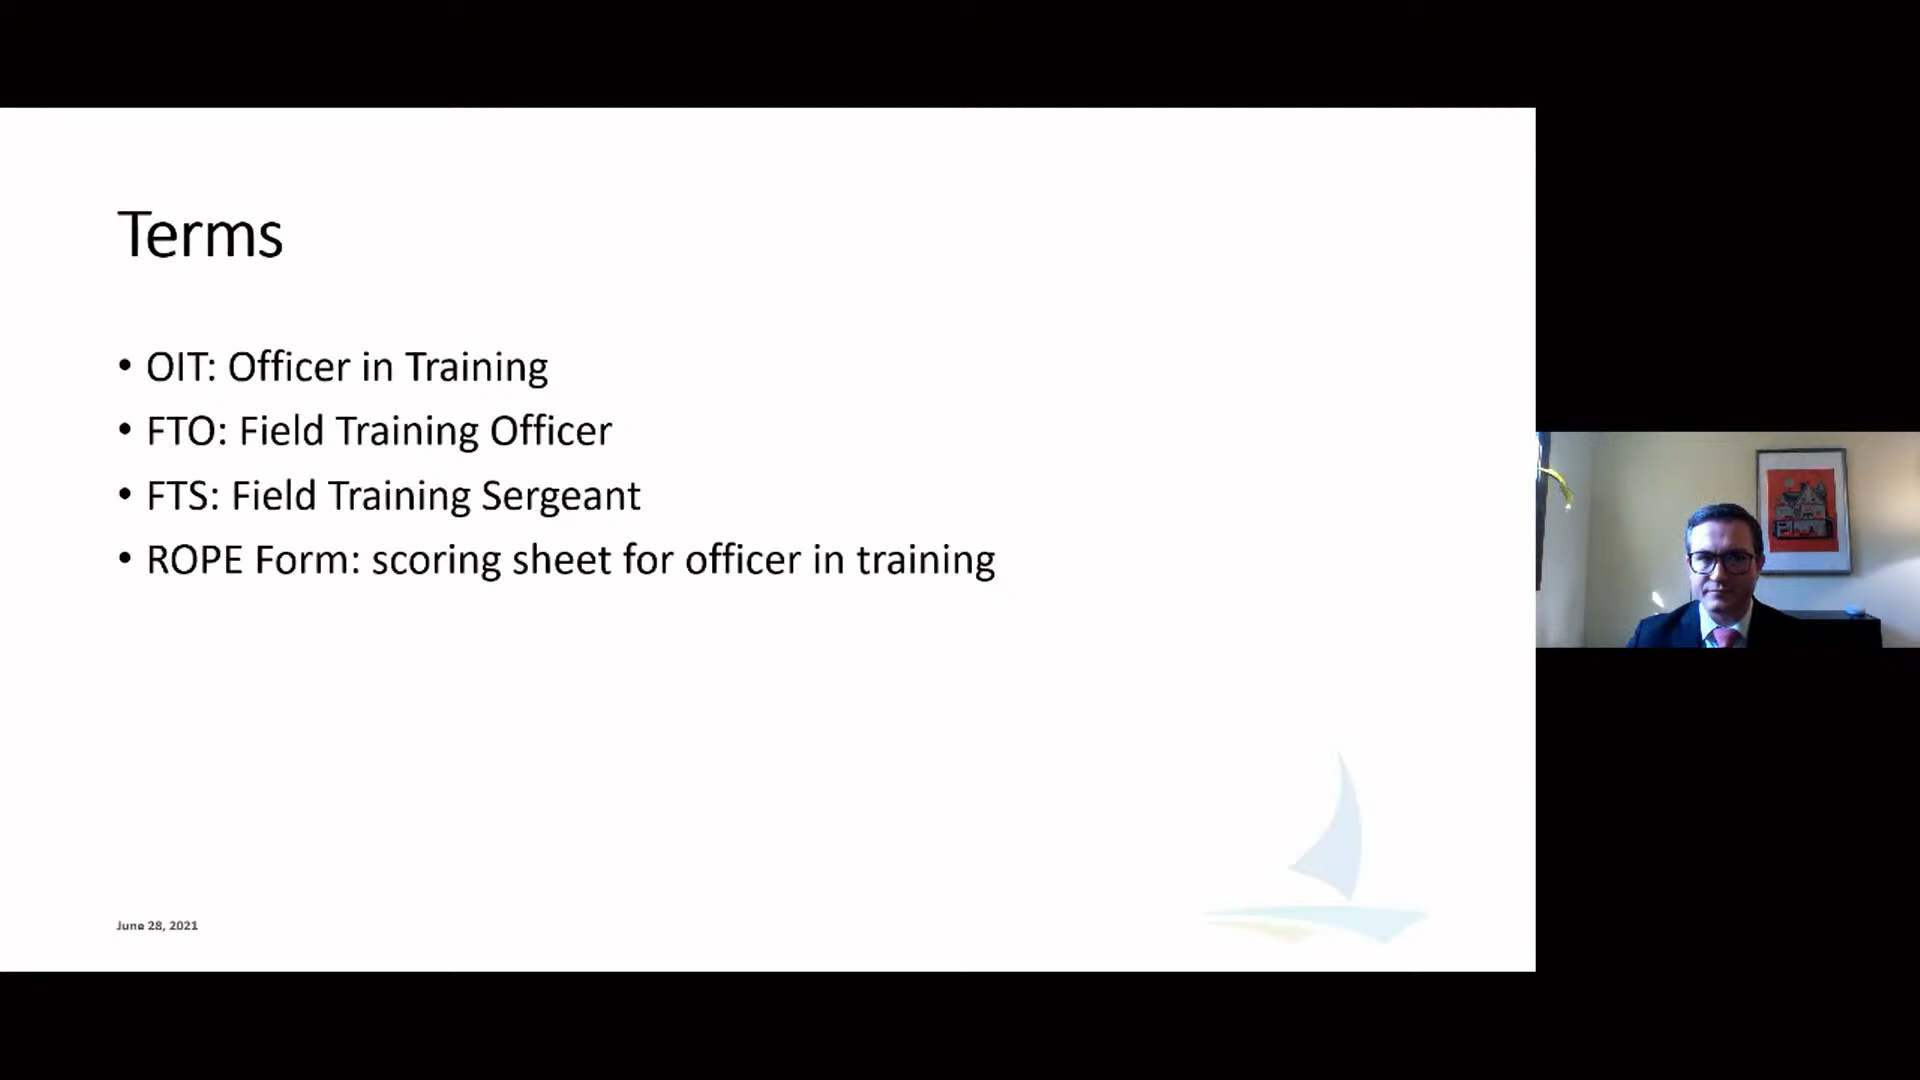 Terms
• OIT: Officer in Training
• FTO: Field Training Officer
• FTS: Field Training Sergeant
• ROPE Form: scoring sheet for officer in training
June 28, 2021